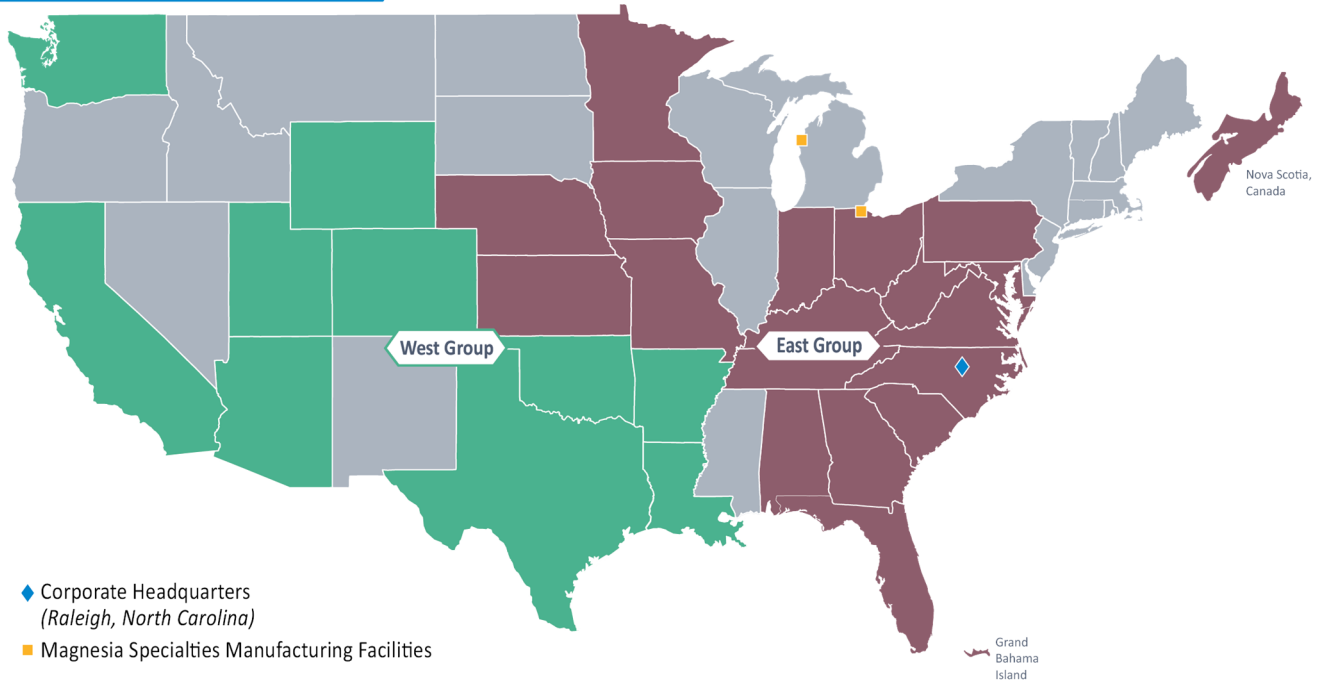 Nova Scotia,
Canada
West Group
East Group
Corporate Headquarters
(Raleigh, North Carolina)
Magnesia Specialties Manufacturing Facilities
Grand
Bahama
Island